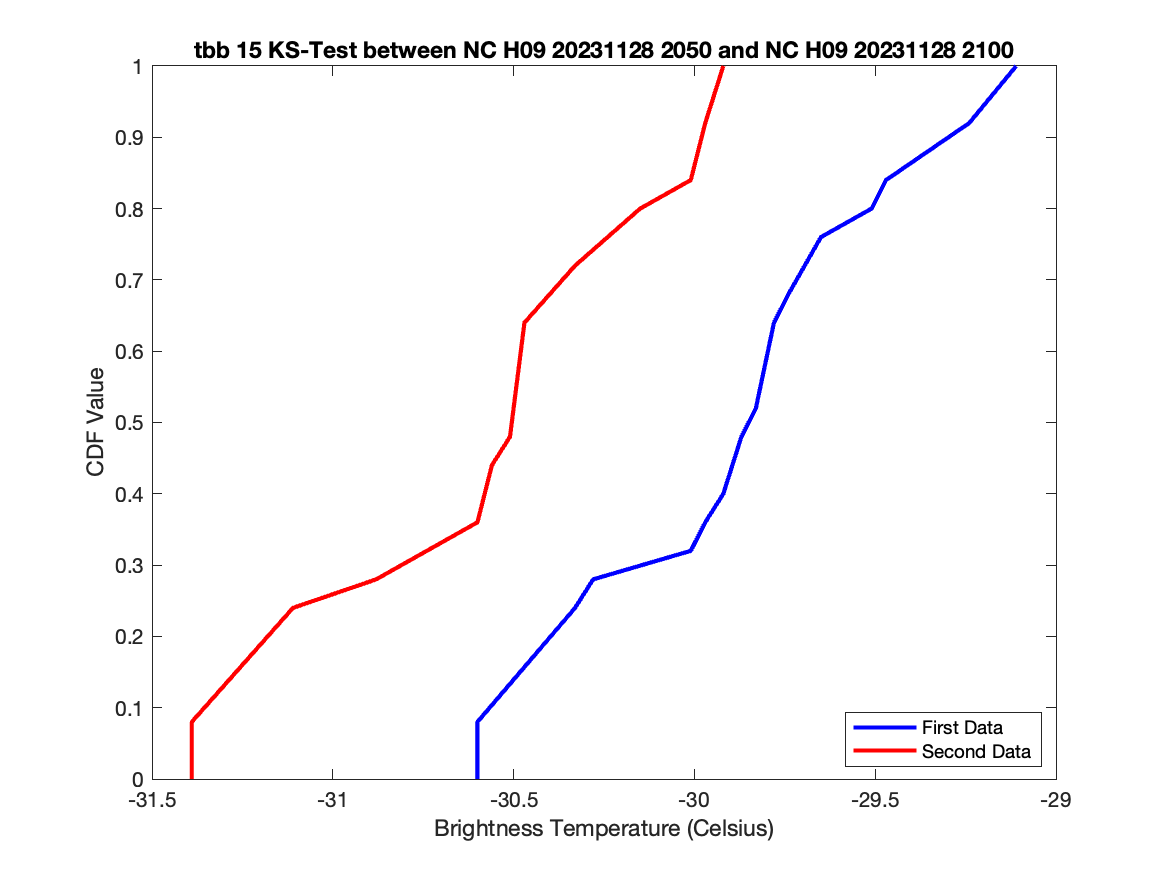 tbb 15 KS-Test between NC H09 20231128 2050 and NC H09 20231128 2100
1
0.9
0.8
0.7
0.6
0.5
0.4
0.3
0.2
0.1
0
CDF Value
First Data
Second Data
-31.5 -31 -30.5 -30 -29.5 -29
Brightness Temperature (Celsius)